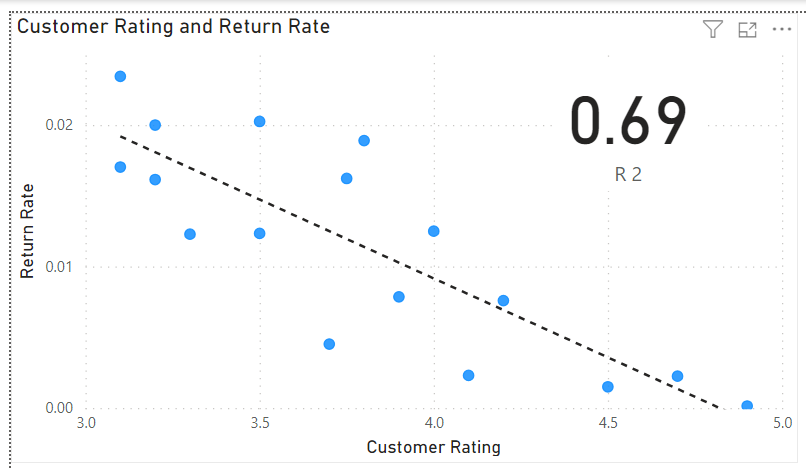 Customer Rating and Return Rate
0.69
R 2
0.02
0.01
0.00
Return Rate
3.0 3.5 4.0 4.5 5.0
Customer Rating